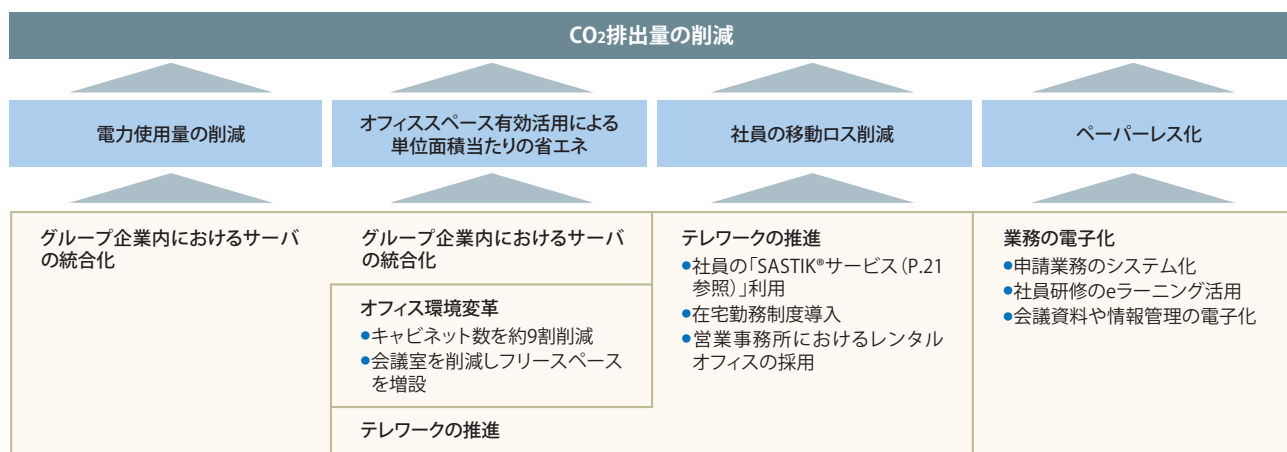 CO₂排出量の削減
電力使用量の削減
オフィススペース有効活用による
単位面積当たりの省エネ
社員の移動ロス削減
ペーパーレス化
グループ企業内におけるサーバ
の統合化
グループ企業内におけるサーバ
の統合化
オフィス環境変革
●キャビネット数を約9割削減
●会議室を削減しフリースペース
を増設
テレワークの推進
テレワークの推進
●社員の「SASTIK®サービス(P.21
参照)」利用
●在宅勤務制度導入
●営業事務所におけるレンタル
オフィスの採用
業務の電子化
●申請業務のシステム化
●社員研修のeラーニング活用
●会議資料や情報管理の電子化